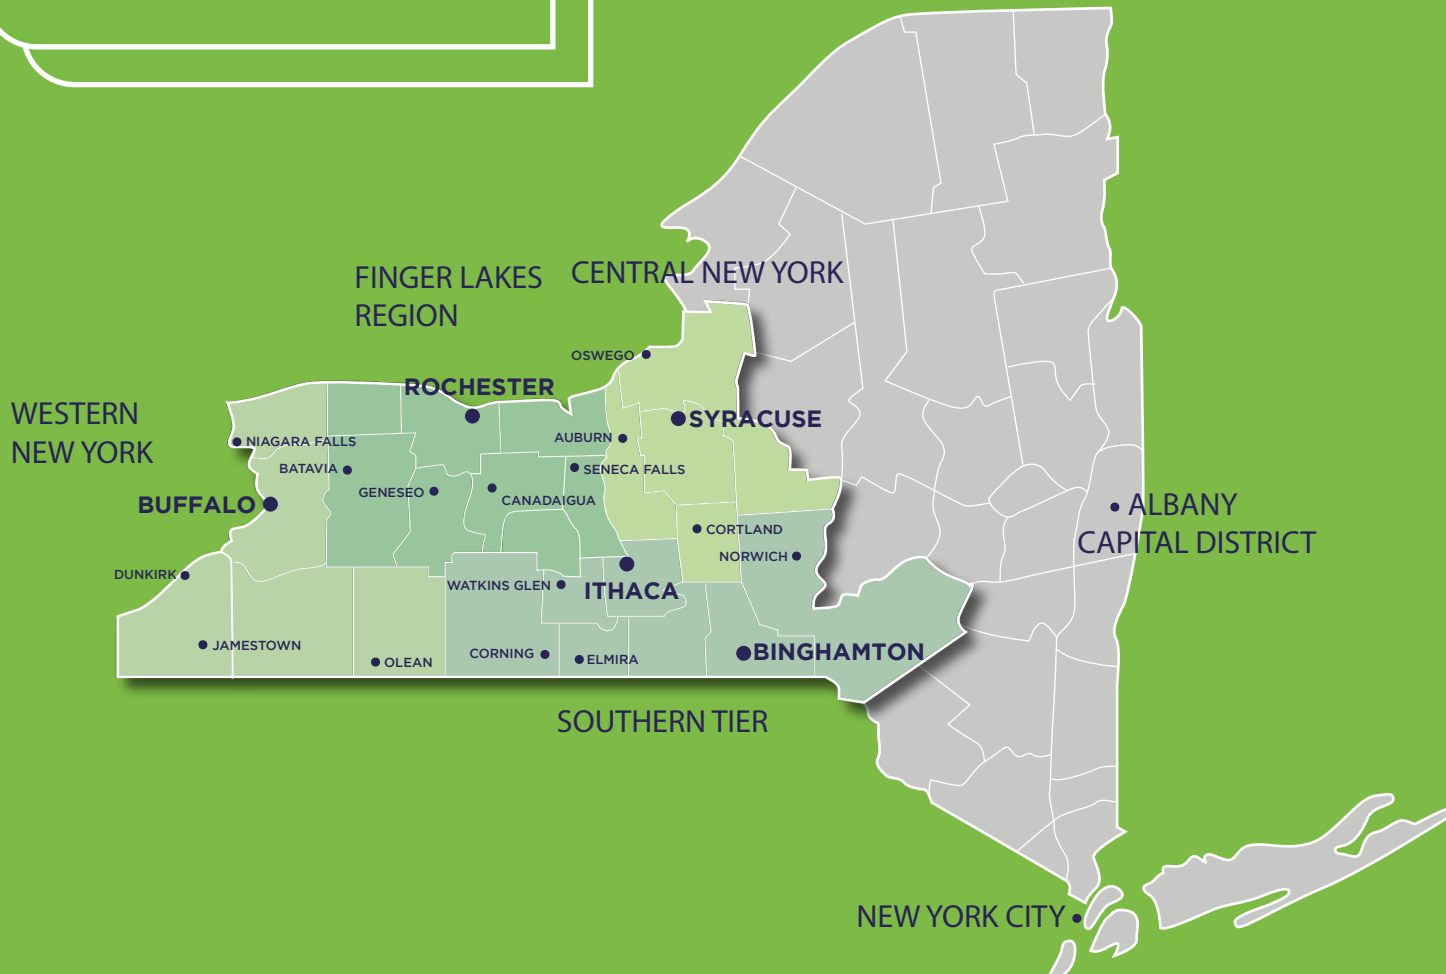 FINGER LAKES
REGION
CENTRAL NEW YORK
OSWEGO
ROCHESTER
WESTERN
NEW YORK
SYRACUSE
NIAGARA FALLS
AUBURN
BATAVIA
SENECA FALLS
GENESEO
CANADAIGUA
BUFFALO
ALBANY
CAPITAL DISTRICT
CORTLAND
NORWICH
DUNKIRK
WATKINS GLEN
ITHACA
JAMESTOWN
CORNING
ELMIRA
OLEAN
BINGHAMTON
SOUTHERN TIER
NEW YORK CITY